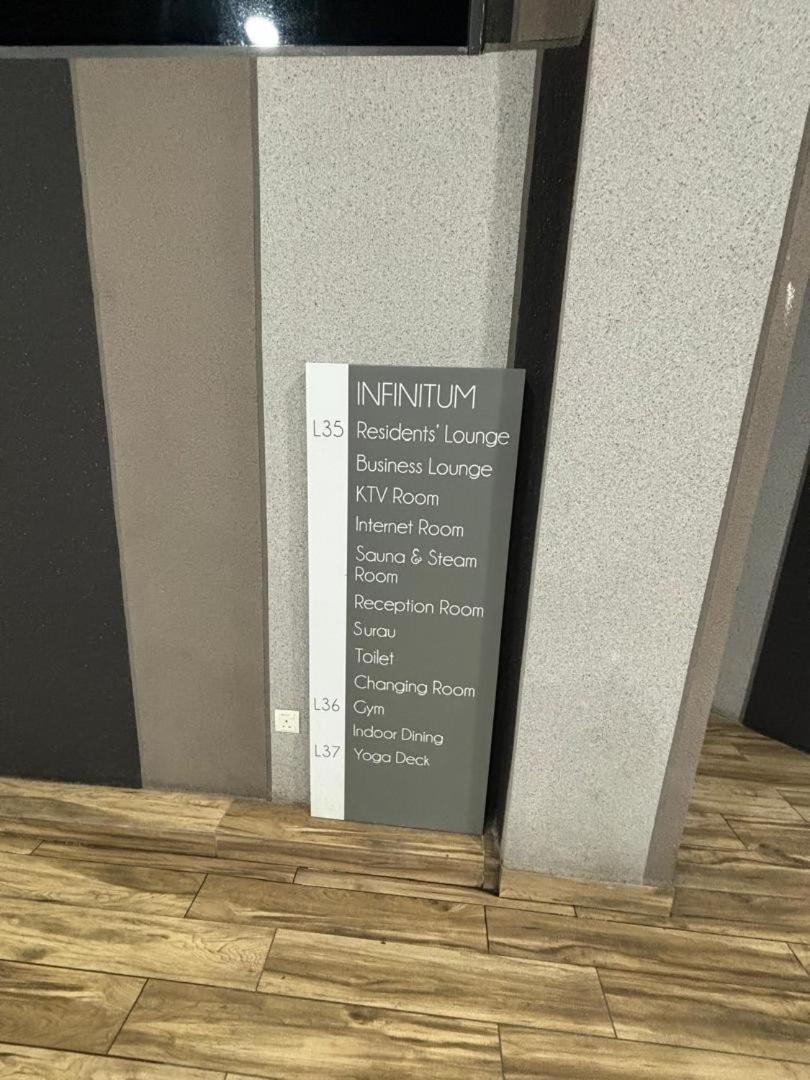 INFINITUM
L35 Residents' Lounge
Business Lounge
KTV Room
Internet Room
Sauna & Steam
Room
Reception Room
Surau
Toilet
Changing Room
L36 Gym
Indoor Dining
L37 Yoga Deck